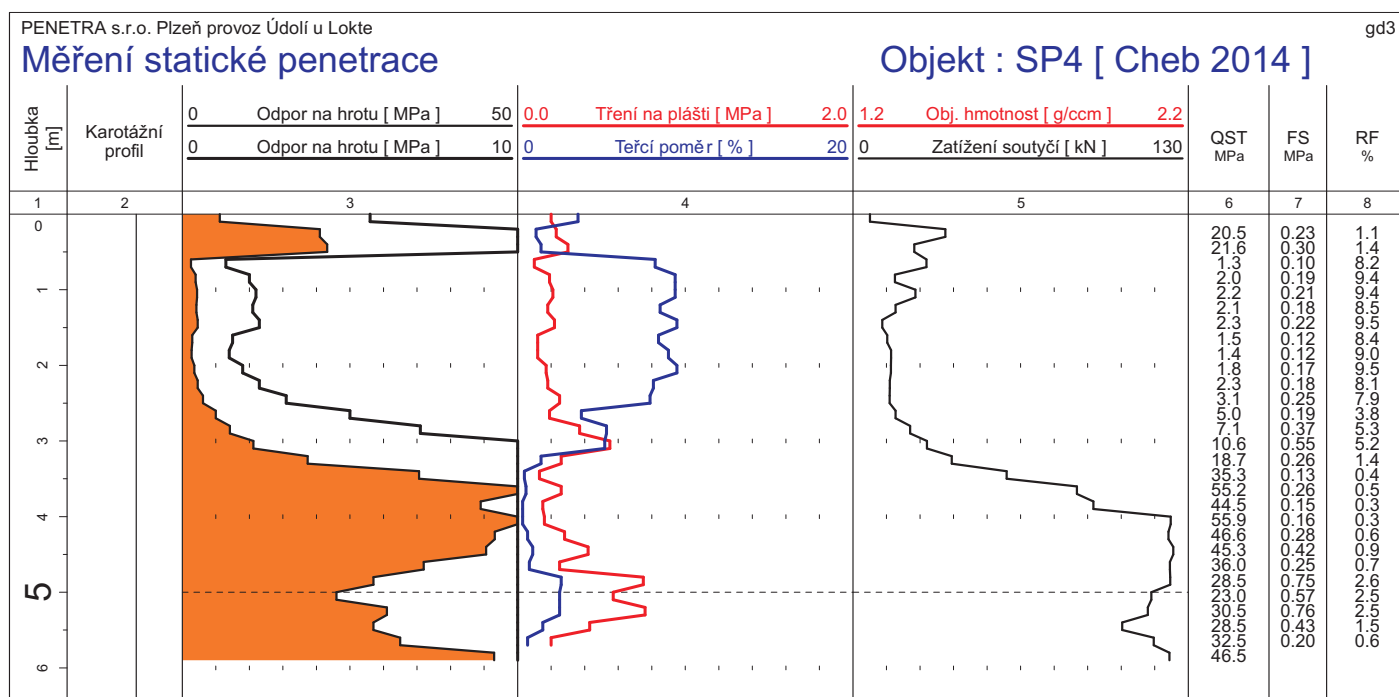 PENETRA s.r.o. Plzeň provoz Údolí u Lokte
gd3
Měření statické penetrace
Objekt : SP4 [ Cheb 2014 ]
Hloubka [m]
Karotážní
profil
0 Odpor na hrotu [ MPa ] 50
0 Odpor na hrotu [ MPa ] 10
0.0 Tření na plášti [ MPa ] 2.0
0 Teřcí poměr [ % ] 20
1.2 Obj. hmotnost [ g/ccm ] 2.2
0 Zatížení soutyčí [ kN ] 130
QST
MPa
FS
MPa
RF
%
1 2 3 4 5 6 7 8
0
20.5 0.23 1.1
21.6 0.30 1.4
1.3 0.10 8.2
2.0 0.19 9.4
1
2.2 0.21 9.4
2.1 0.18 8.5
2.3 0.22 9.5
1.5 0.12 8.4
1.4 0.12 9.0
2
1.8 0.17 9.5
2.3 0.18 8.1
3.1 0.25 7.9
5.0 0.19 3.8
7.1 0.37 5.3
3
10.6 0.55 5.2
18.7 0.26 1.4
35.3 0.13 0.4
55.2 0.26 0.5
44.5 0.15 0.3
4
55.9 0.16 0.3
46.6 0.28 0.6
45.3 0.42 0.9
36.0 0.25 0.7
28.5 0.75 2.6
5
23.0 0.57 2.5
30.5 0.76 2.5
28.5 0.43 1.5
32.5 0.20 0.6
46.5
6